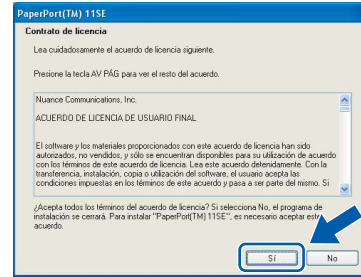 PaperPort(TM) 11SE
Contrato de licencia
Lea cuidadosamente el acuerdo de licencia siguiente.
Presione la tecla AV PÁG para ver el resto del acuerdo.
Nuance Communications, Inc.
ACUERDO DE LICENCIA DE USUARIO FINAL
El software y los materiales proporcionados con este acuerdo de licencia han sido
autorizados, no vendidos, y sólo se encuentran disponibles para su utilización de acuerdo
con los términos de este acuerdo de licencia. Lea este acuerdo detenidamente. Con la
transferencia, instalación, copia o utilización del software, el usuario acepta las
condiciones impuestas en los términos de este acuerdo y pasa a ser parte del mismo. Si
¿Acepta todos los términos del acuerdo de licencia? Si selecciona No, el programa de
instalación se cerrará. Para instalar "PaperPort(TM) 11SE", es necesario aceptar este
acuerdo.
Sí
No